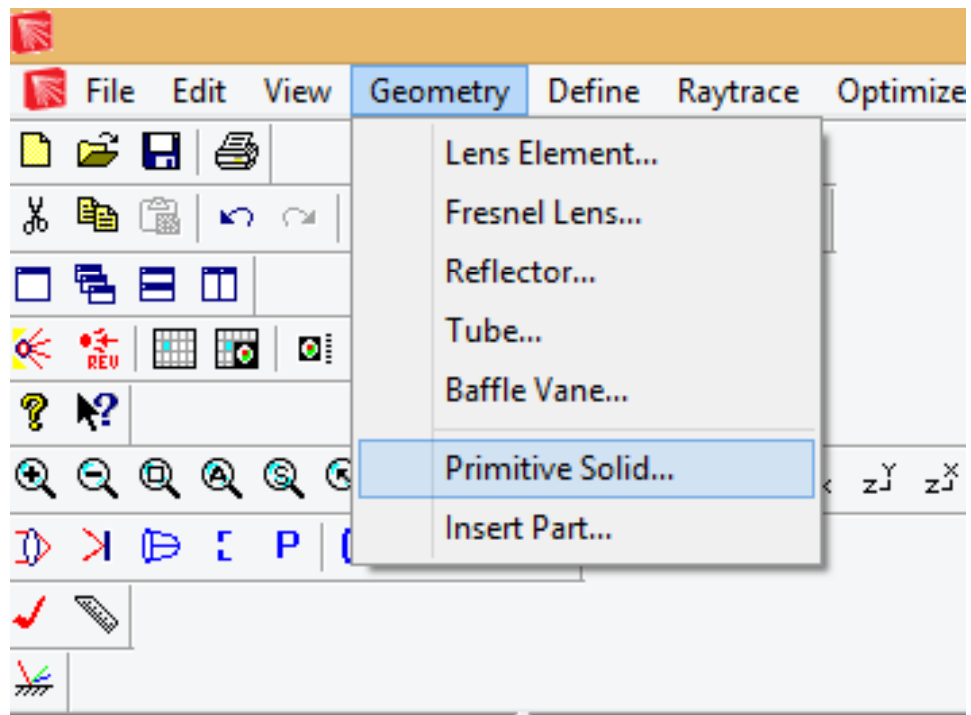 File Edit View Geometry Define Raytrace Optimize
Lens Element...
Fresnel Lens...
Reflector...
Tube...
Baffle Vane...
REV
Primitive Solid...
Insert Part...
P